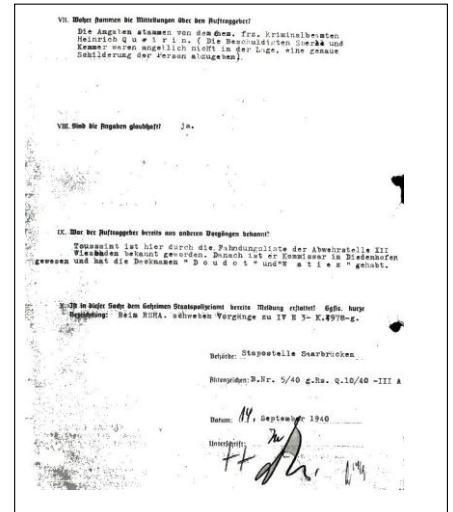 VII. Woher stammen die Mitteilungen über den Auftraggeber?
Die Angaben stammen von dem ehem. frz. Kriminalbeamten
Heinrich Q u e t r i n. ( Die Beschuldigten und
Kemmer waren angeblich nicht in der Lage, eine genaue
Schilderung der Person abzugeben).
VIII. Sind die Angaben glaubhaft? ja.
IX. War der Auftraggeber bereits aus anderen Vorgängen bekannt?
Toussaint ist hier durch die Fahndungsliste der Abwehrstelle XII
Wiesbaden bekannt geworden. Danach ist er Kommissar in Diedenhofen
gewesen und hat die Decknamen " D o u d o t " und "W a t i e z " gehabt.
X. Ist in dieser Sache dem Geheimen Staatspolizeiamt bereits Meldung erstattet? Ggfls. kurze
Bezeichnung: Beim RSHA. schweben Vorgänge zu IV E 3- K.
Behörde: Stapostelle Saarbrücken
Aktenzeichen: B.Nr. 5/40 g.Rs. Q.10/40 -III A
Datum: 14, September 1940
Unterschrift: